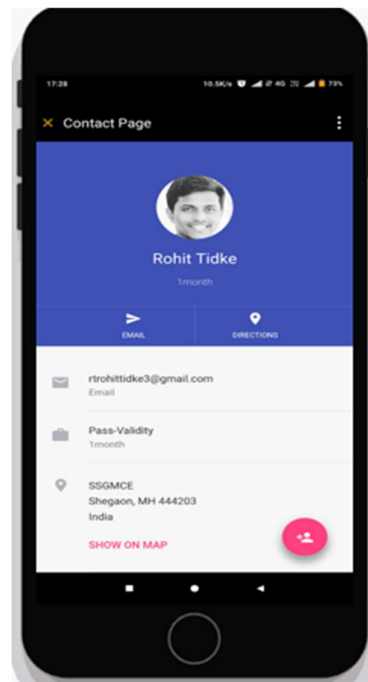 17:28 10.5K/s 4G 73%
× Contact Page
Rohit Tidke
1month
EMAIL DIRECTIONS
rtrohittidke3@gmail.com
Email
Pass-Validity
1month
SSGMCE
Shegaon, MH 444203
India
SHOW ON MAP